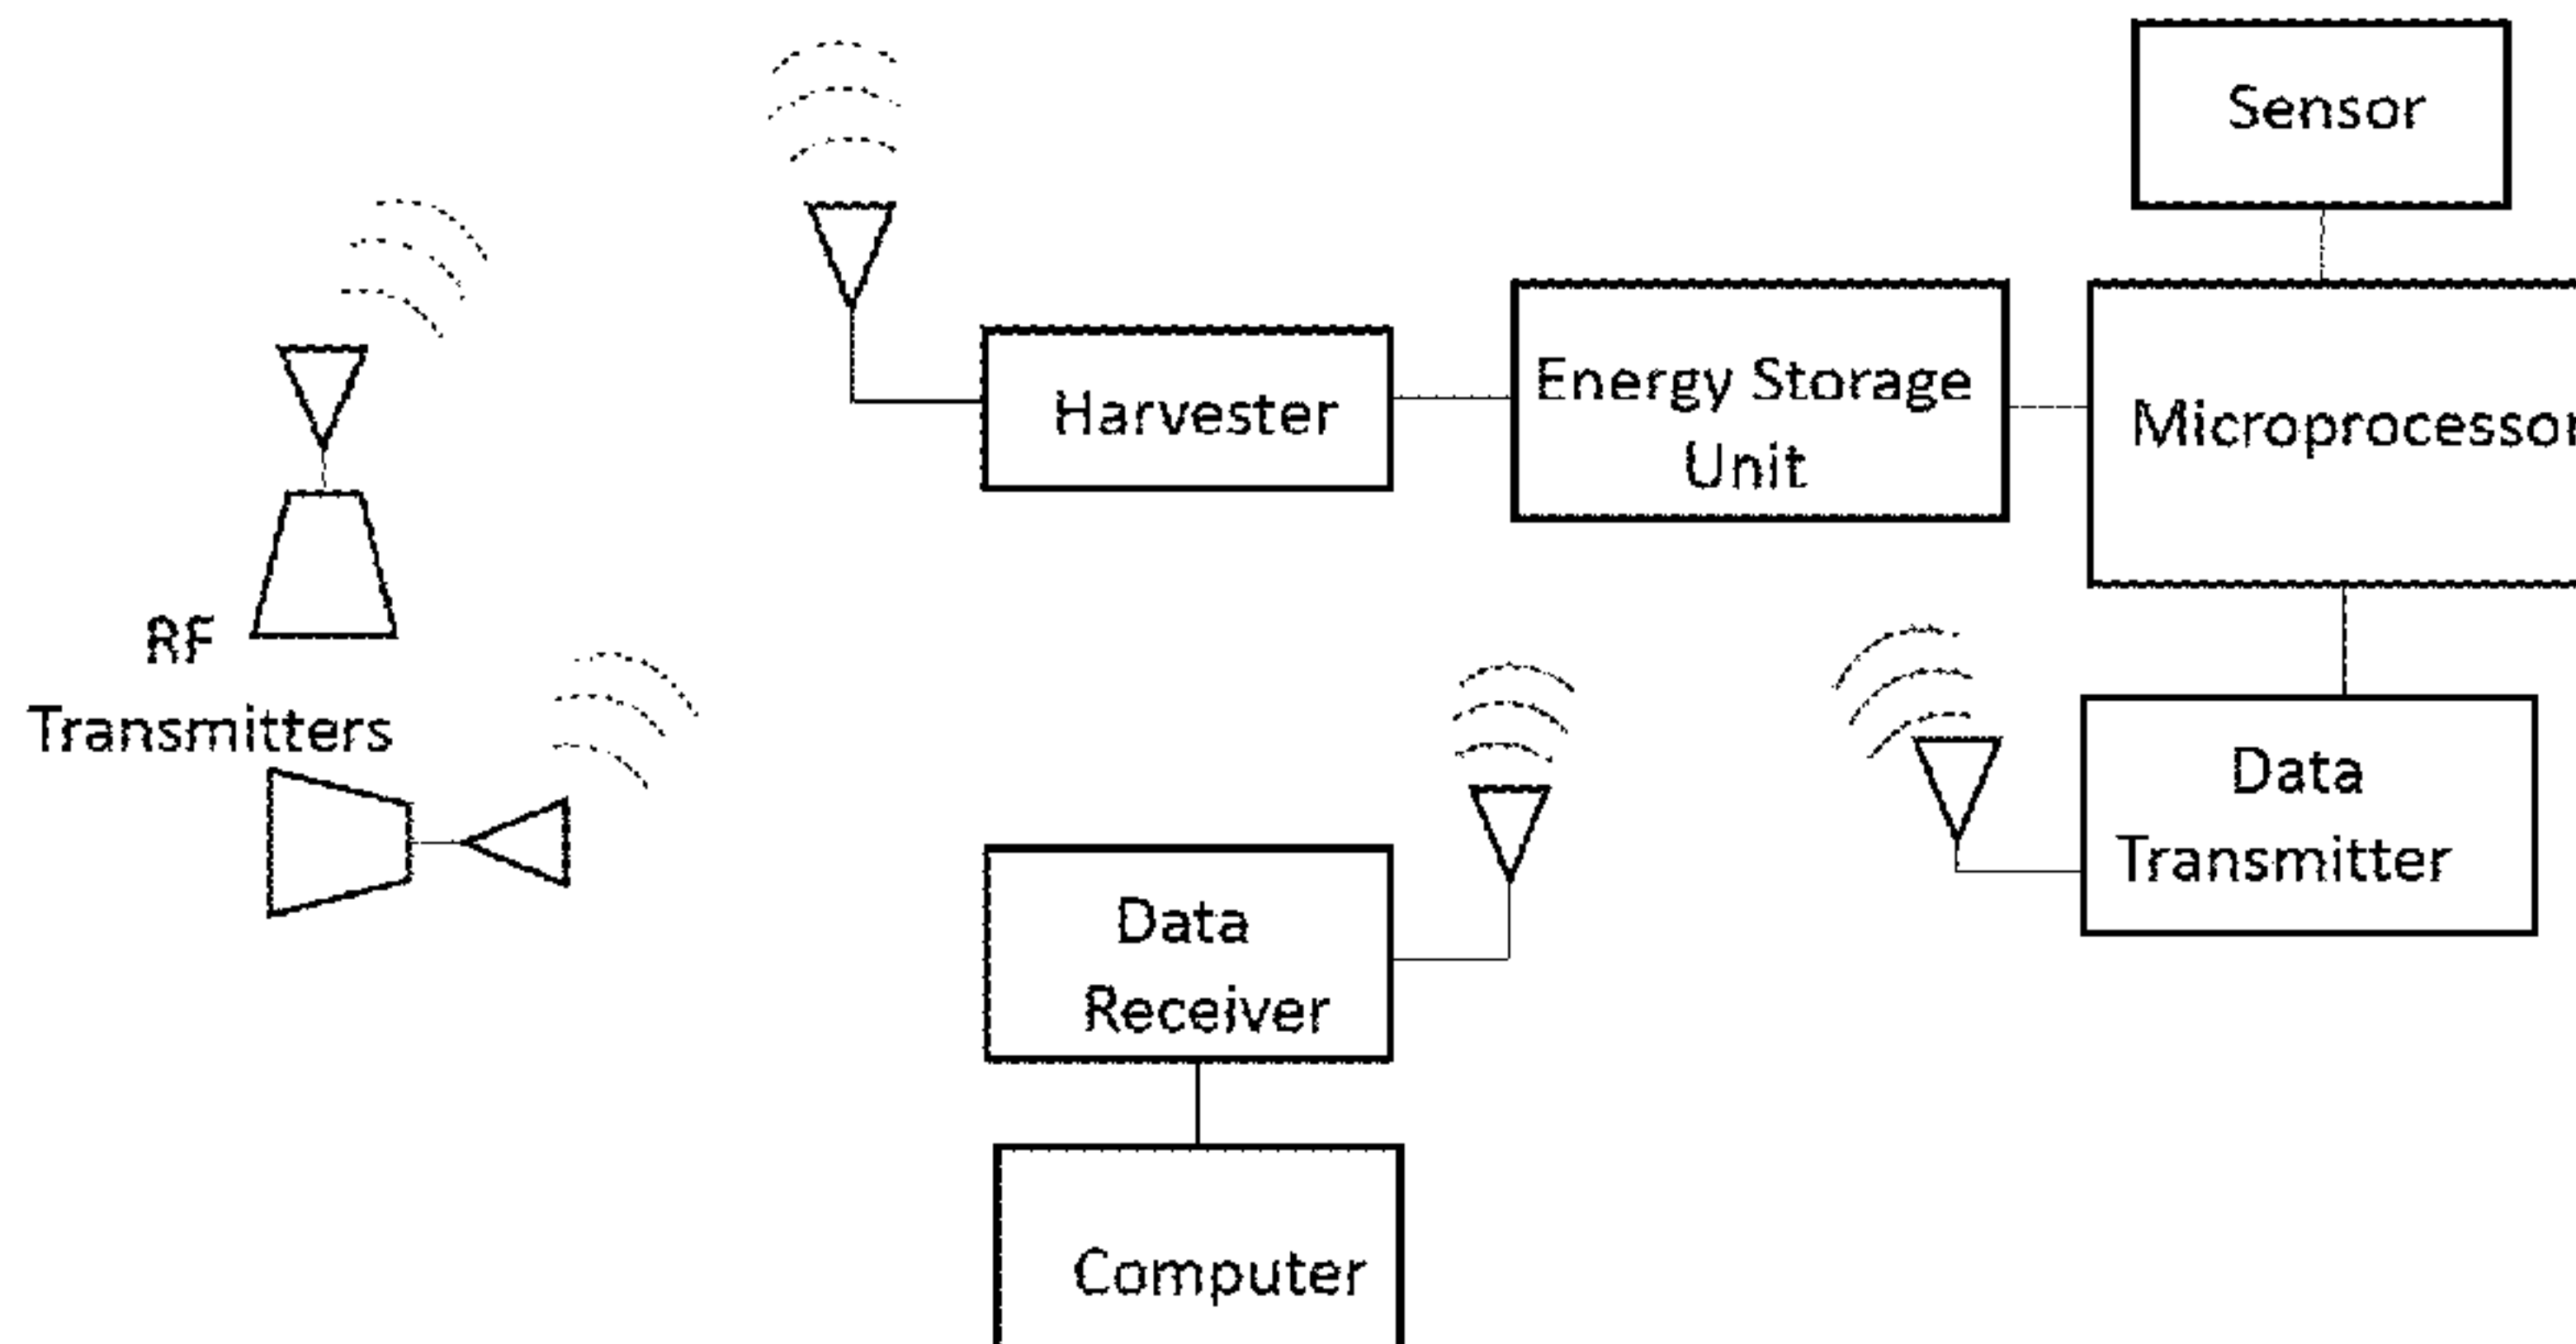 Sensor
Harvester
Energy Storage
Unit
Microprocessor
RF
Transmitters
Data
Transmitter
Data
Receiver
Computer